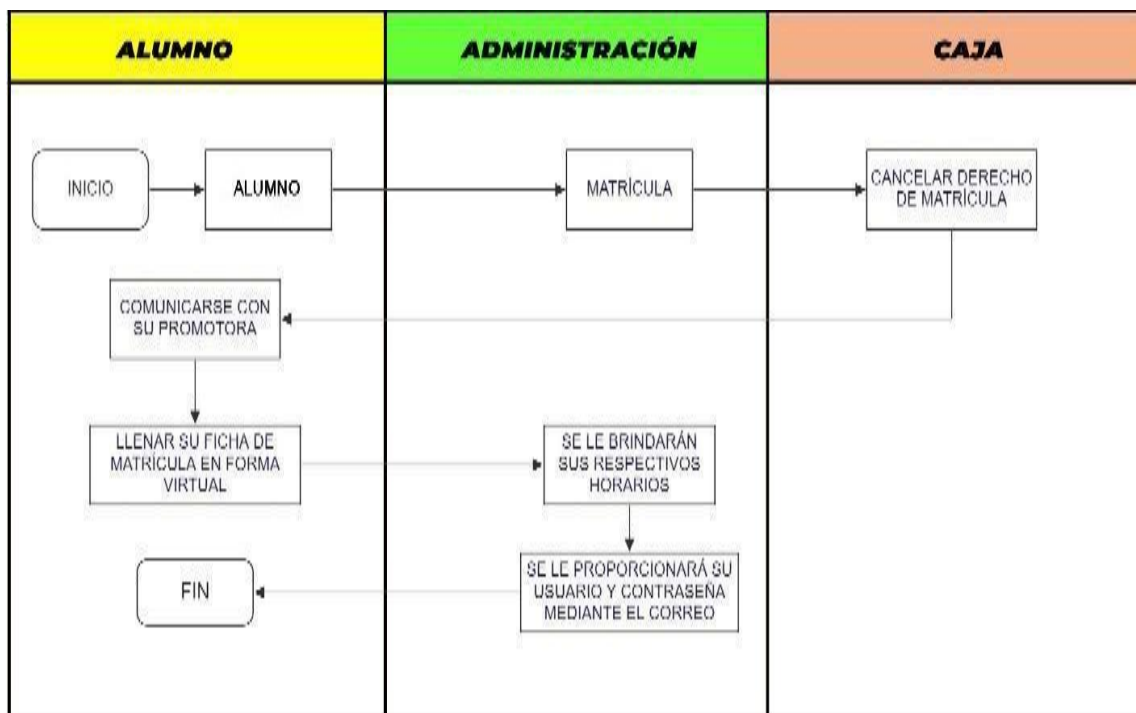 ALUMNO
ADMINISTRACIÓN
CAJA
INICIO
ALUMNO
MATRÍCULA
CANCELAR DERECHO
DE MATRÍCULA
COMUNICARSE CON
SU PROMOTORA
LLENAR SU FICHA DE
MATRÍCULA EN FORMA
VIRTUAL
SE LE BRINDARÁN
SUS RESPECTIVOS
HORARIOS
SE LE PROPORCIONARÁ SU
USUARIO Y CONTRASEÑA
MEDIANTE EL CORREO
FIN